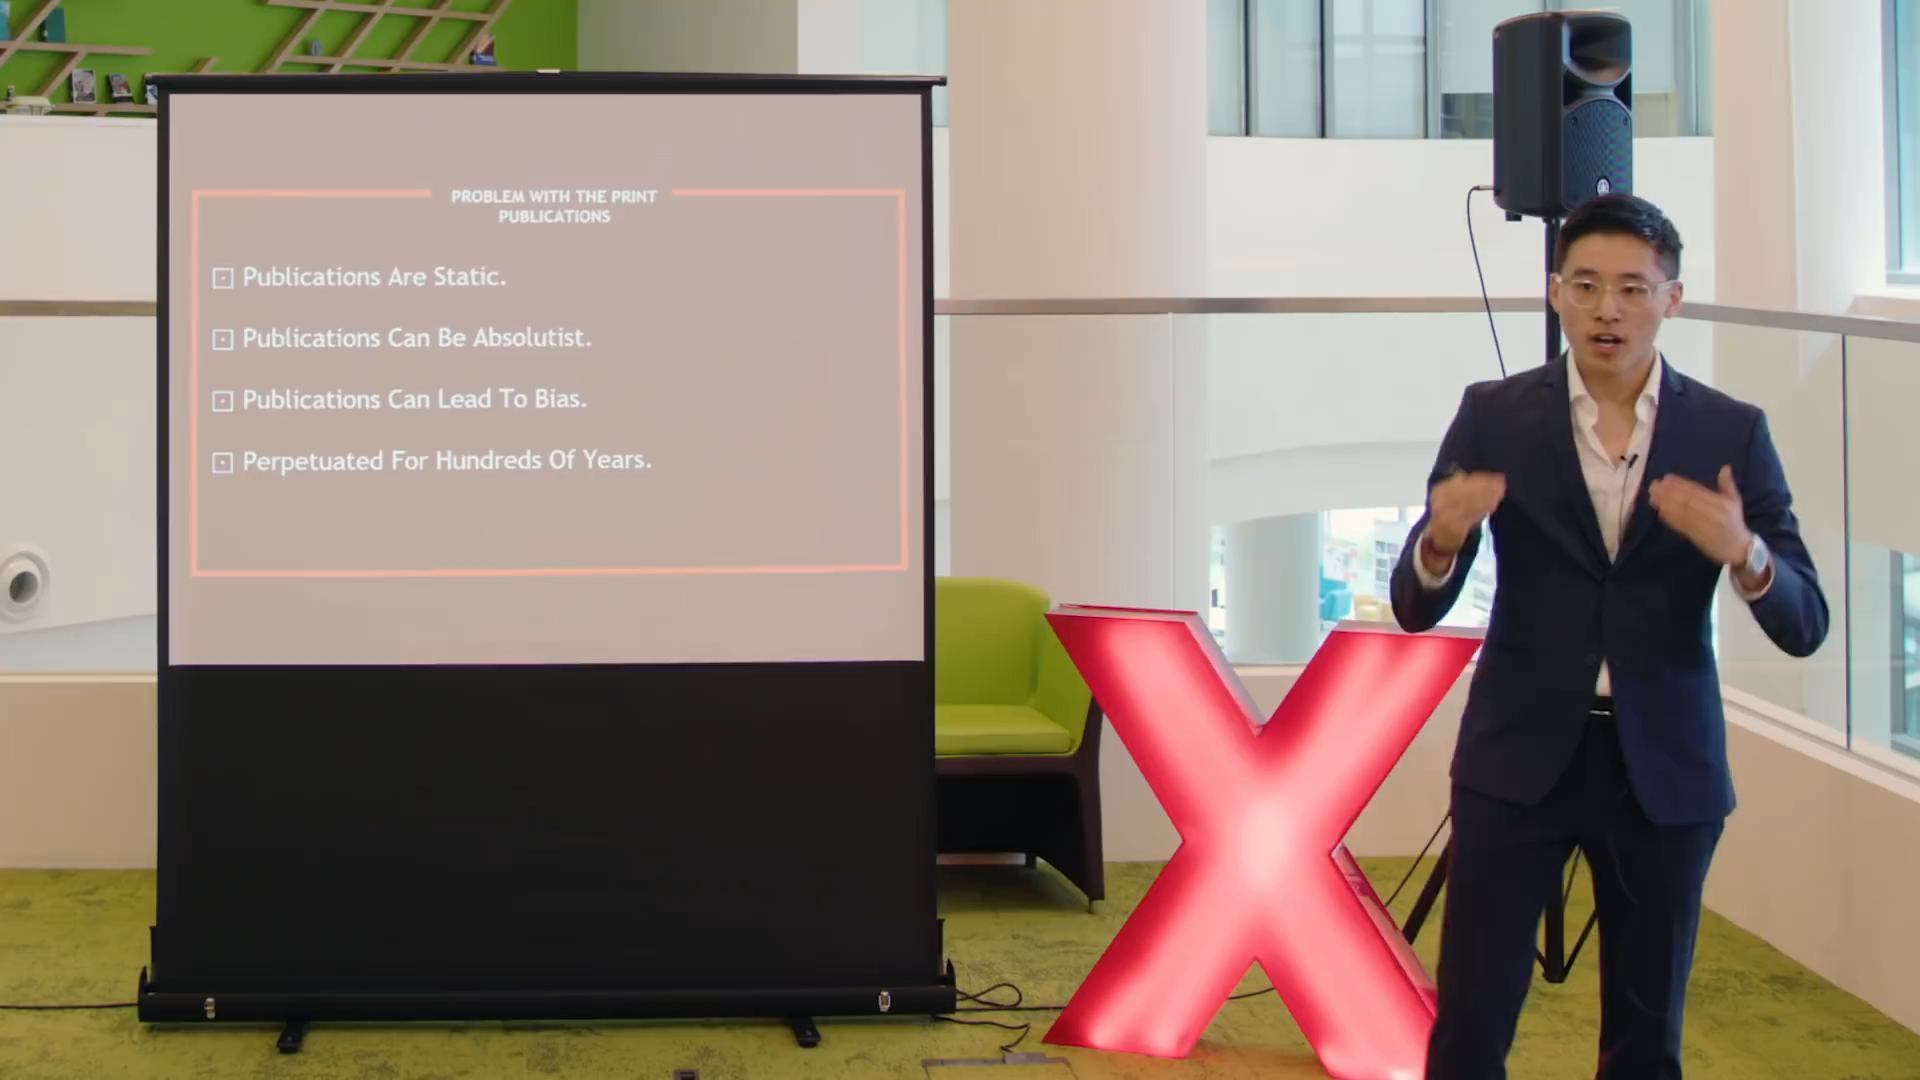 PROBLEM WITH THE PRINT
PUBLICATIONS
Publications Are Static.
Publications Can Be Absolutist.
Publications Can Lead To Bias.
Perpetuated For Hundreds Of Years.
X